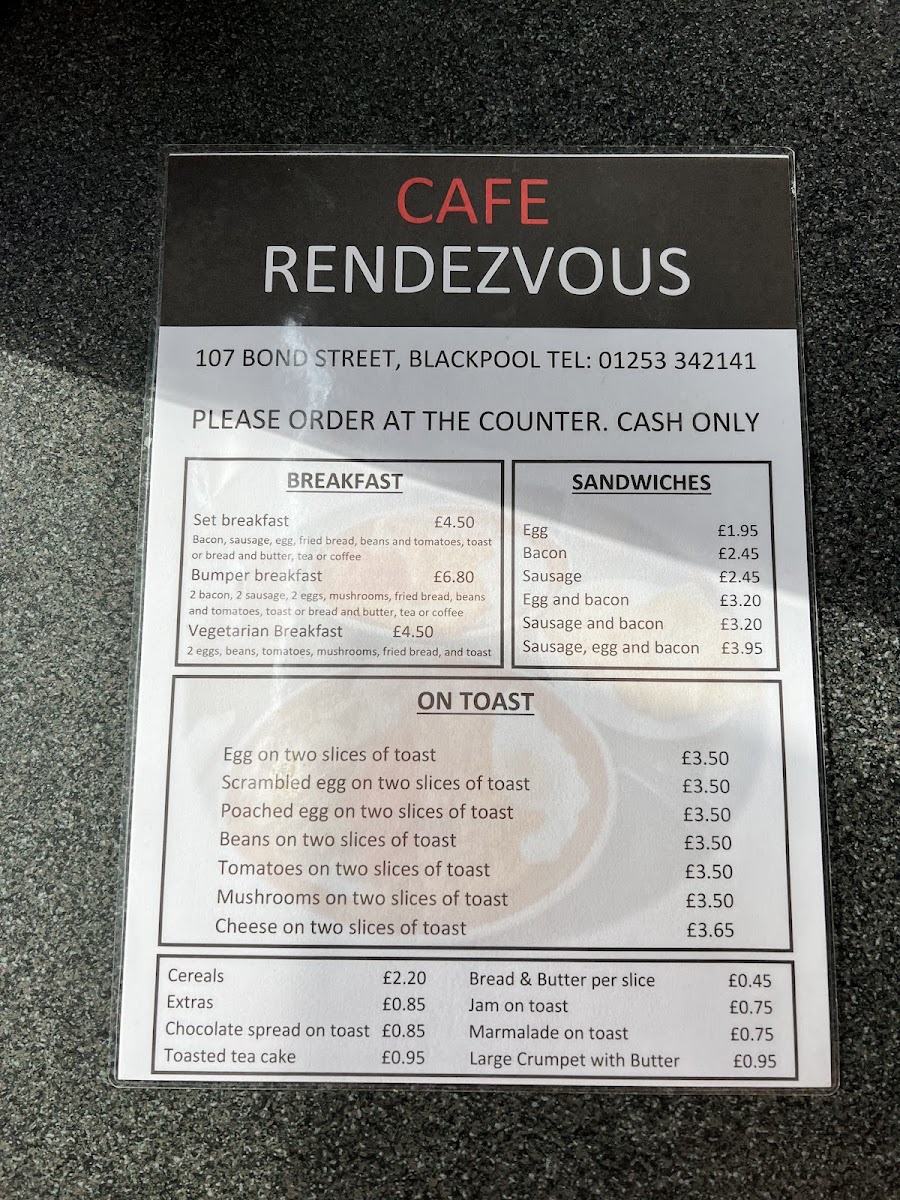 CAFE
RENDEZVOUS
107 BOND STREET, BLACKPOOL TEL: 01253 342141
PLEASE ORDER AT THE COUNTER. CASH ONLY
BREAKFAST
Set breakfast £4.50
Bacon, sausage, egg, fried bread, beans and tomatoes, toast
or bread and butter, tea or coffee
Bumper breakfast £6.80
2 bacon, 2 sausage, 2 eggs, mushrooms, fried bread, beans
and tomatoes, toast or bread and butter, tea or coffee
Vegetarian Breakfast £4.50
2 eggs, beans, tomatoes, mushrooms, fried bread, and toast
SANDWICHES
Egg £1.95
Bacon £2.45
Sausage £2.45
Egg and bacon £3.20
Sausage and bacon £3.20
Sausage, egg and bacon £3.95
ON TOAST
Egg on two slices of toast £3.50
Scrambled egg on two slices of toast £3.50
Poached egg on two slices of toast £3.50
Beans on two slices of toast £3.50
Tomatoes on two slices of toast £3.50
Mushrooms on two slices of toast £3.50
Cheese on two slices of toast £3.65
Cereals £2.20
Extras £0.85
Chocolate spread on toast £0.85
Toasted tea cake £0.95
Bread & Butter per slice £0.45
Jam on toast £0.75
Marmalade on toast £0.75
Large Crumpet with Butter £0.95